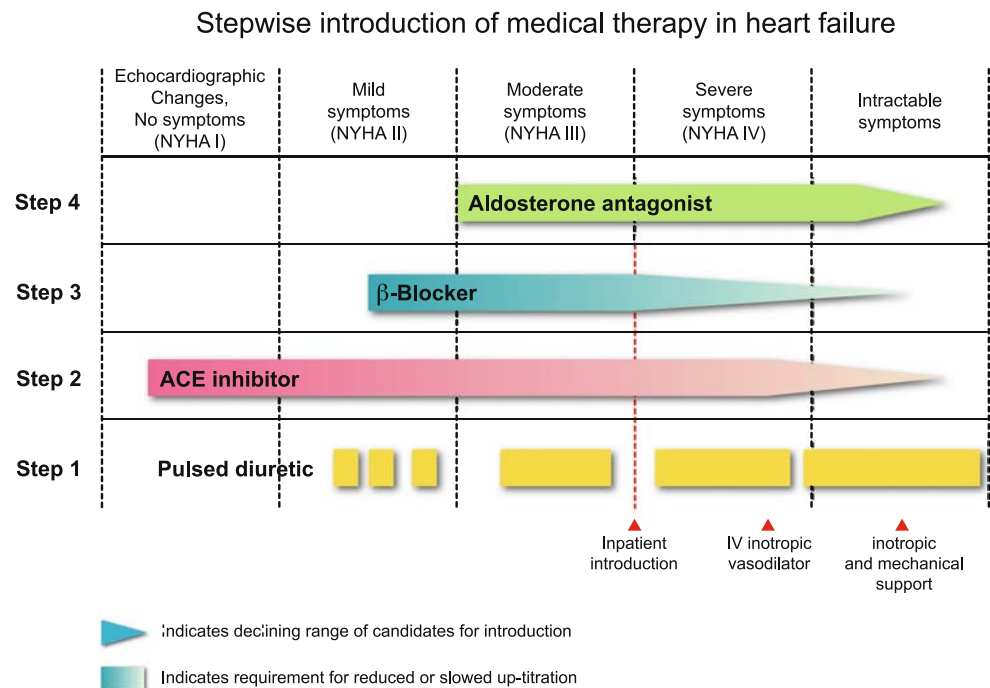 Stepwise introduction of medical therapy in heart failure
Echocardiographic
Changes,
No symptoms
(NYHA I)
Mild
symptoms
(NYHA II)
Moderate
symptoms
(NYHA III)
Severe
symptoms
(NYHA IV)
Intractable
symptoms
Step 4
Aldosterone antagonist
Step 3
β-Blocker
Step 2
ACE inhibitor
Step 1
Pulsed diuretic
Inpatient
introduction
IV inotropic
vasodilator
inotropic
and mechanical
support
Indicates declining range of candidates for introduction
Indicates requirement for reduced or slowed up-titration